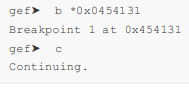 gef➤  b *0x0454131
Breakpoint 1 at 0x454131
gef➤  c
Continuing.